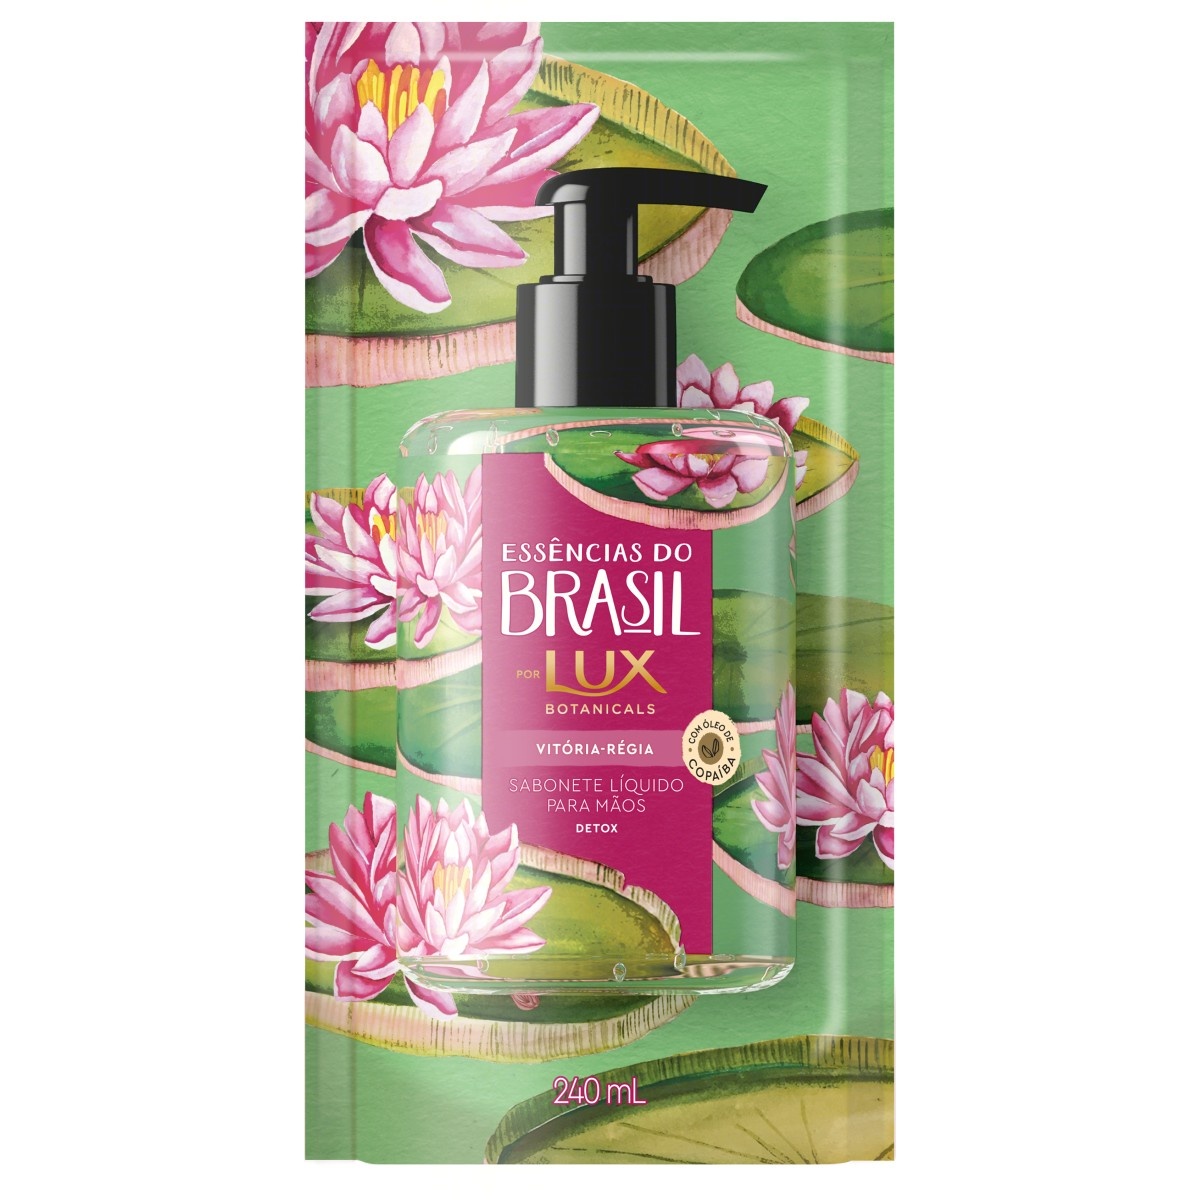 ESSÊNCIAS DO
BRASIL
POR LUX
BOTANICALS
VITÓRIA-RÉGIA
COM ÓLEO DE
COPAÍBA
SABONETE LÍQUIDO
PARA MÃOS
DETOX
240 mL